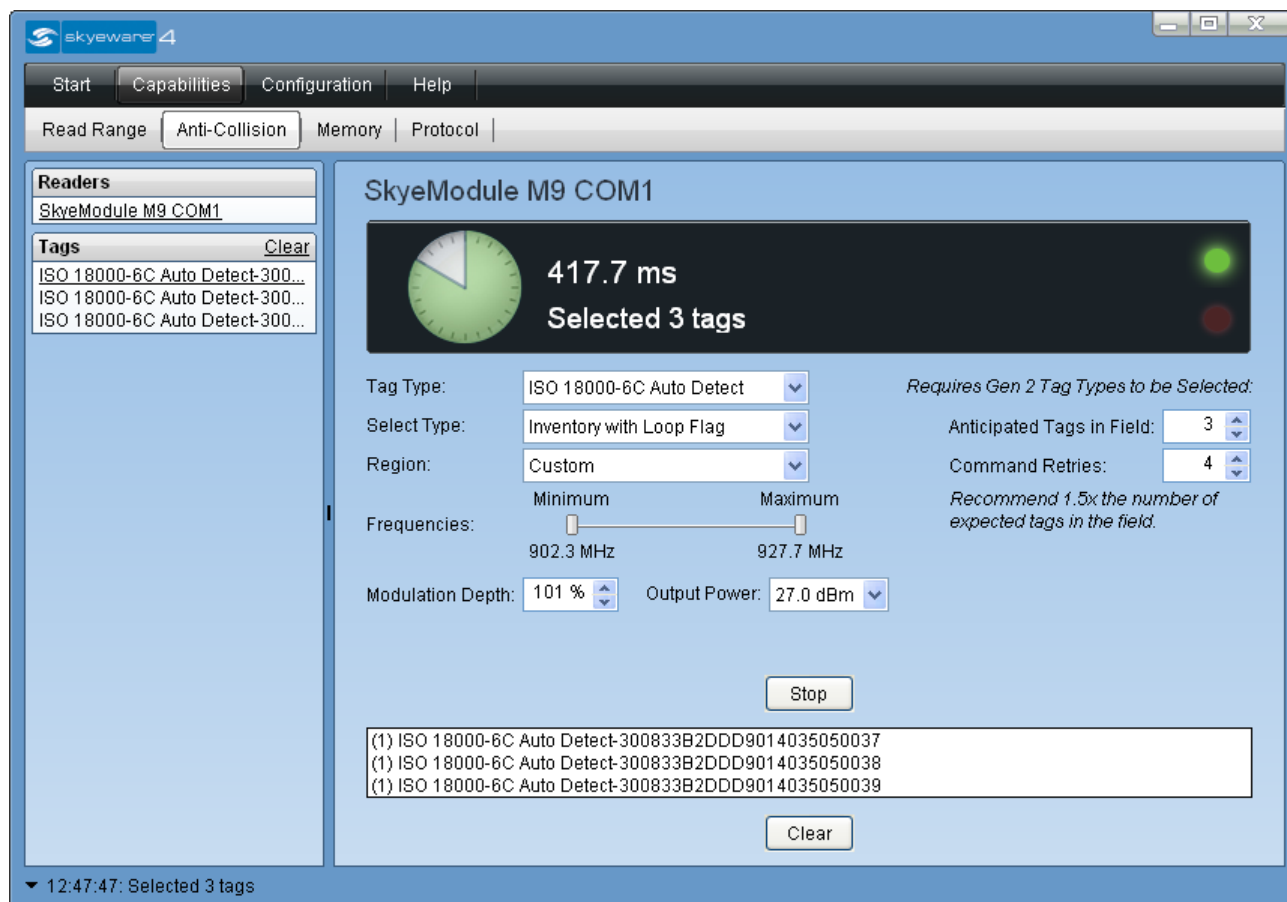 skyeware 4
Start Capabilities Configuration Help
Read Range Anti-Collision Memory Protocol
Readers
SkyeModule M9 COM1
Tags Clear
ISO 18000-6C Auto Detect-300...
ISO 18000-6C Auto Detect-300...
ISO 18000-6C Auto Detect-300...
SkyeModule M9 COM1
417.7 ms
Selected 3 tags
Tag Type: ISO 18000-6C Auto Detect
Requires Gen 2 Tag Types to be Selected:
Select Type: Inventory with Loop Flag
Anticipated Tags in Field: 3
Region: Custom
Command Retries: 4
Minimum Maximum
Recommend 1.5x the number of
expected tags in the field.
Frequencies:
902.3 MHz 927.7 MHz
Modulation Depth: 101 % Output Power: 27.0 dBm
Stop
(1) ISO 18000-6C Auto Detect-300833B2DDD9014035050037
(1) ISO 18000-6C Auto Detect-300833B2DDD9014035050038
(1) ISO 18000-6C Auto Detect-300833B2DDD9014035050039
Clear
12:47:47: Selected 3 tags